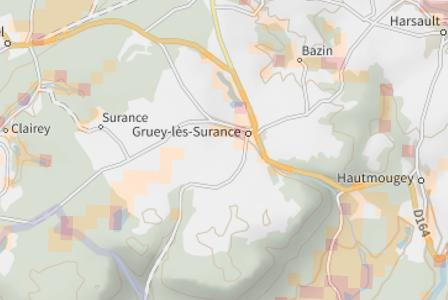 Harsault
Bazin
Surance
Clairey
Gruey-lès-Surance
Hautmougey
D164